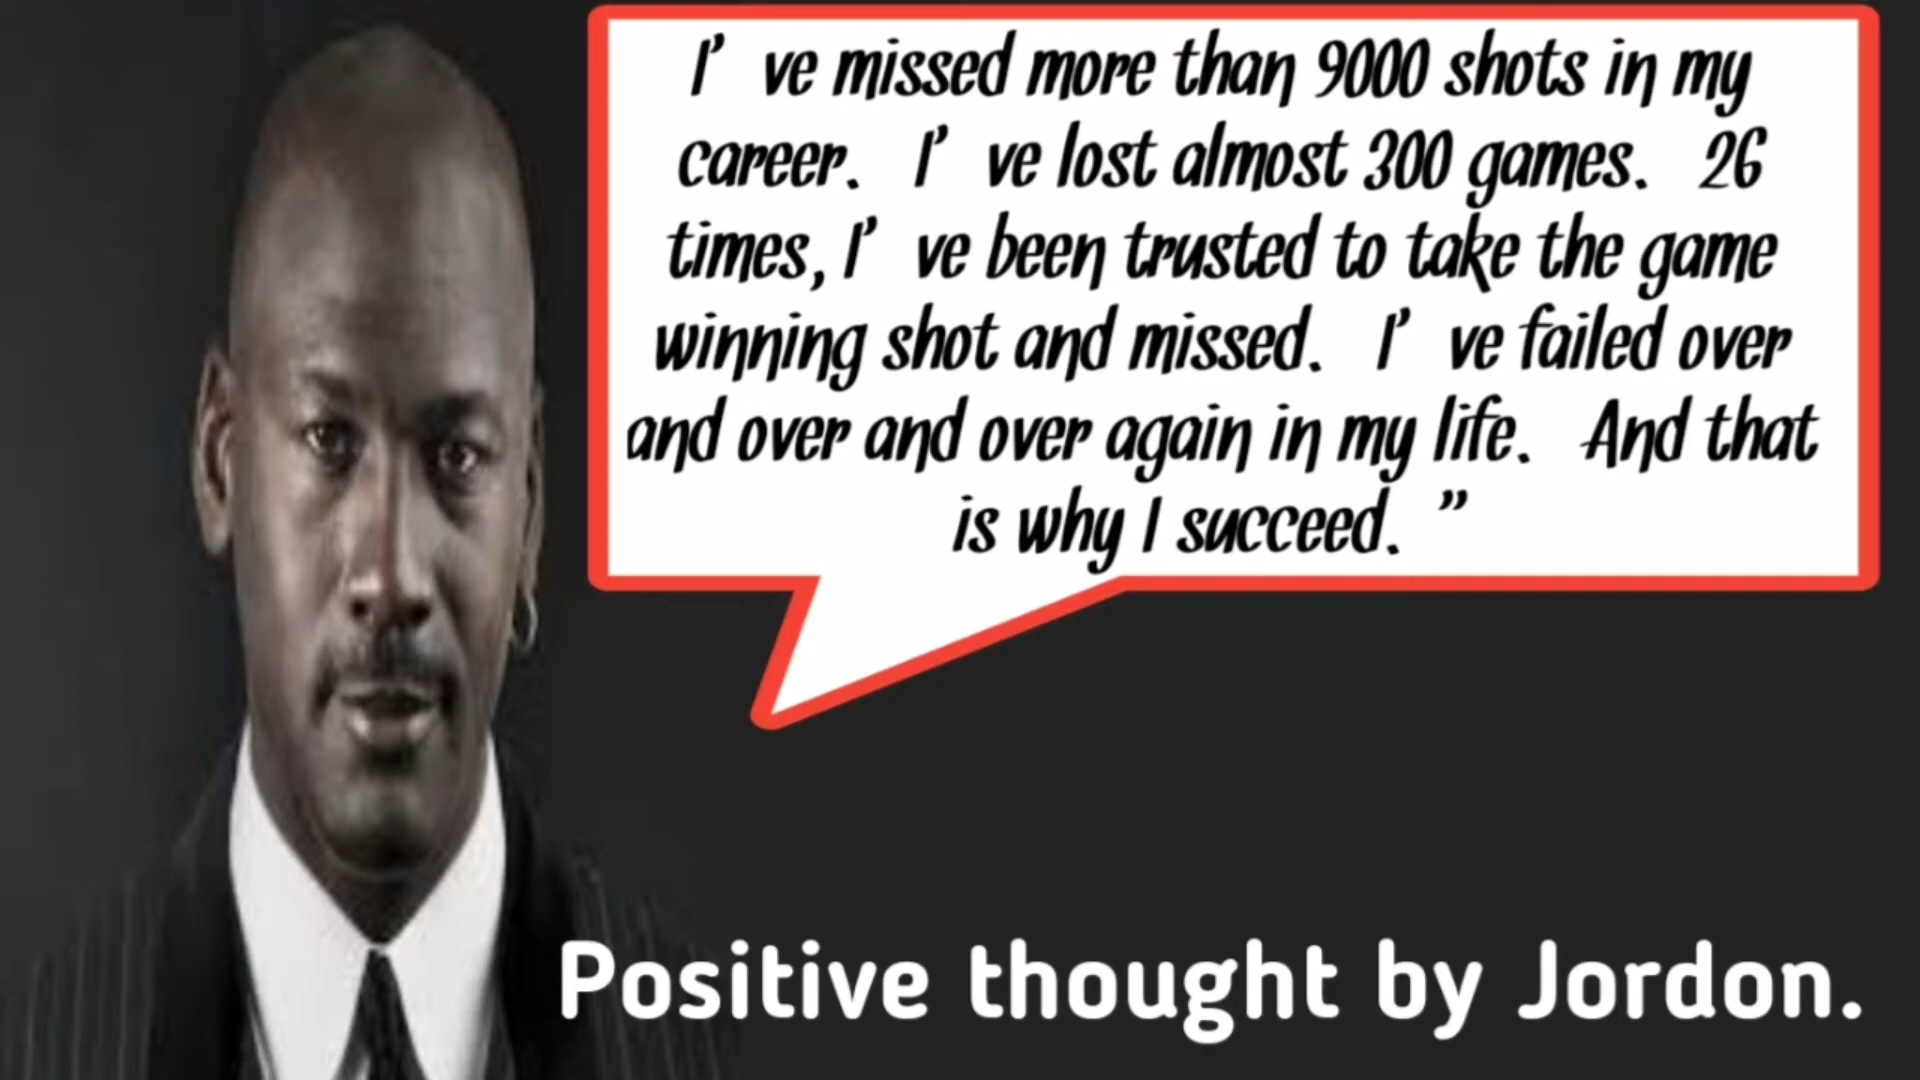 I’ ve missed more than 9000 shots in my
career. I’ ve lost almost 300 games. 26
times, I’ ve been trusted to take the game
winning shot and missed. I’ ve failed over
and over and over again in my life. And that
is why I succeed. ”
Positive thought by Jordon.